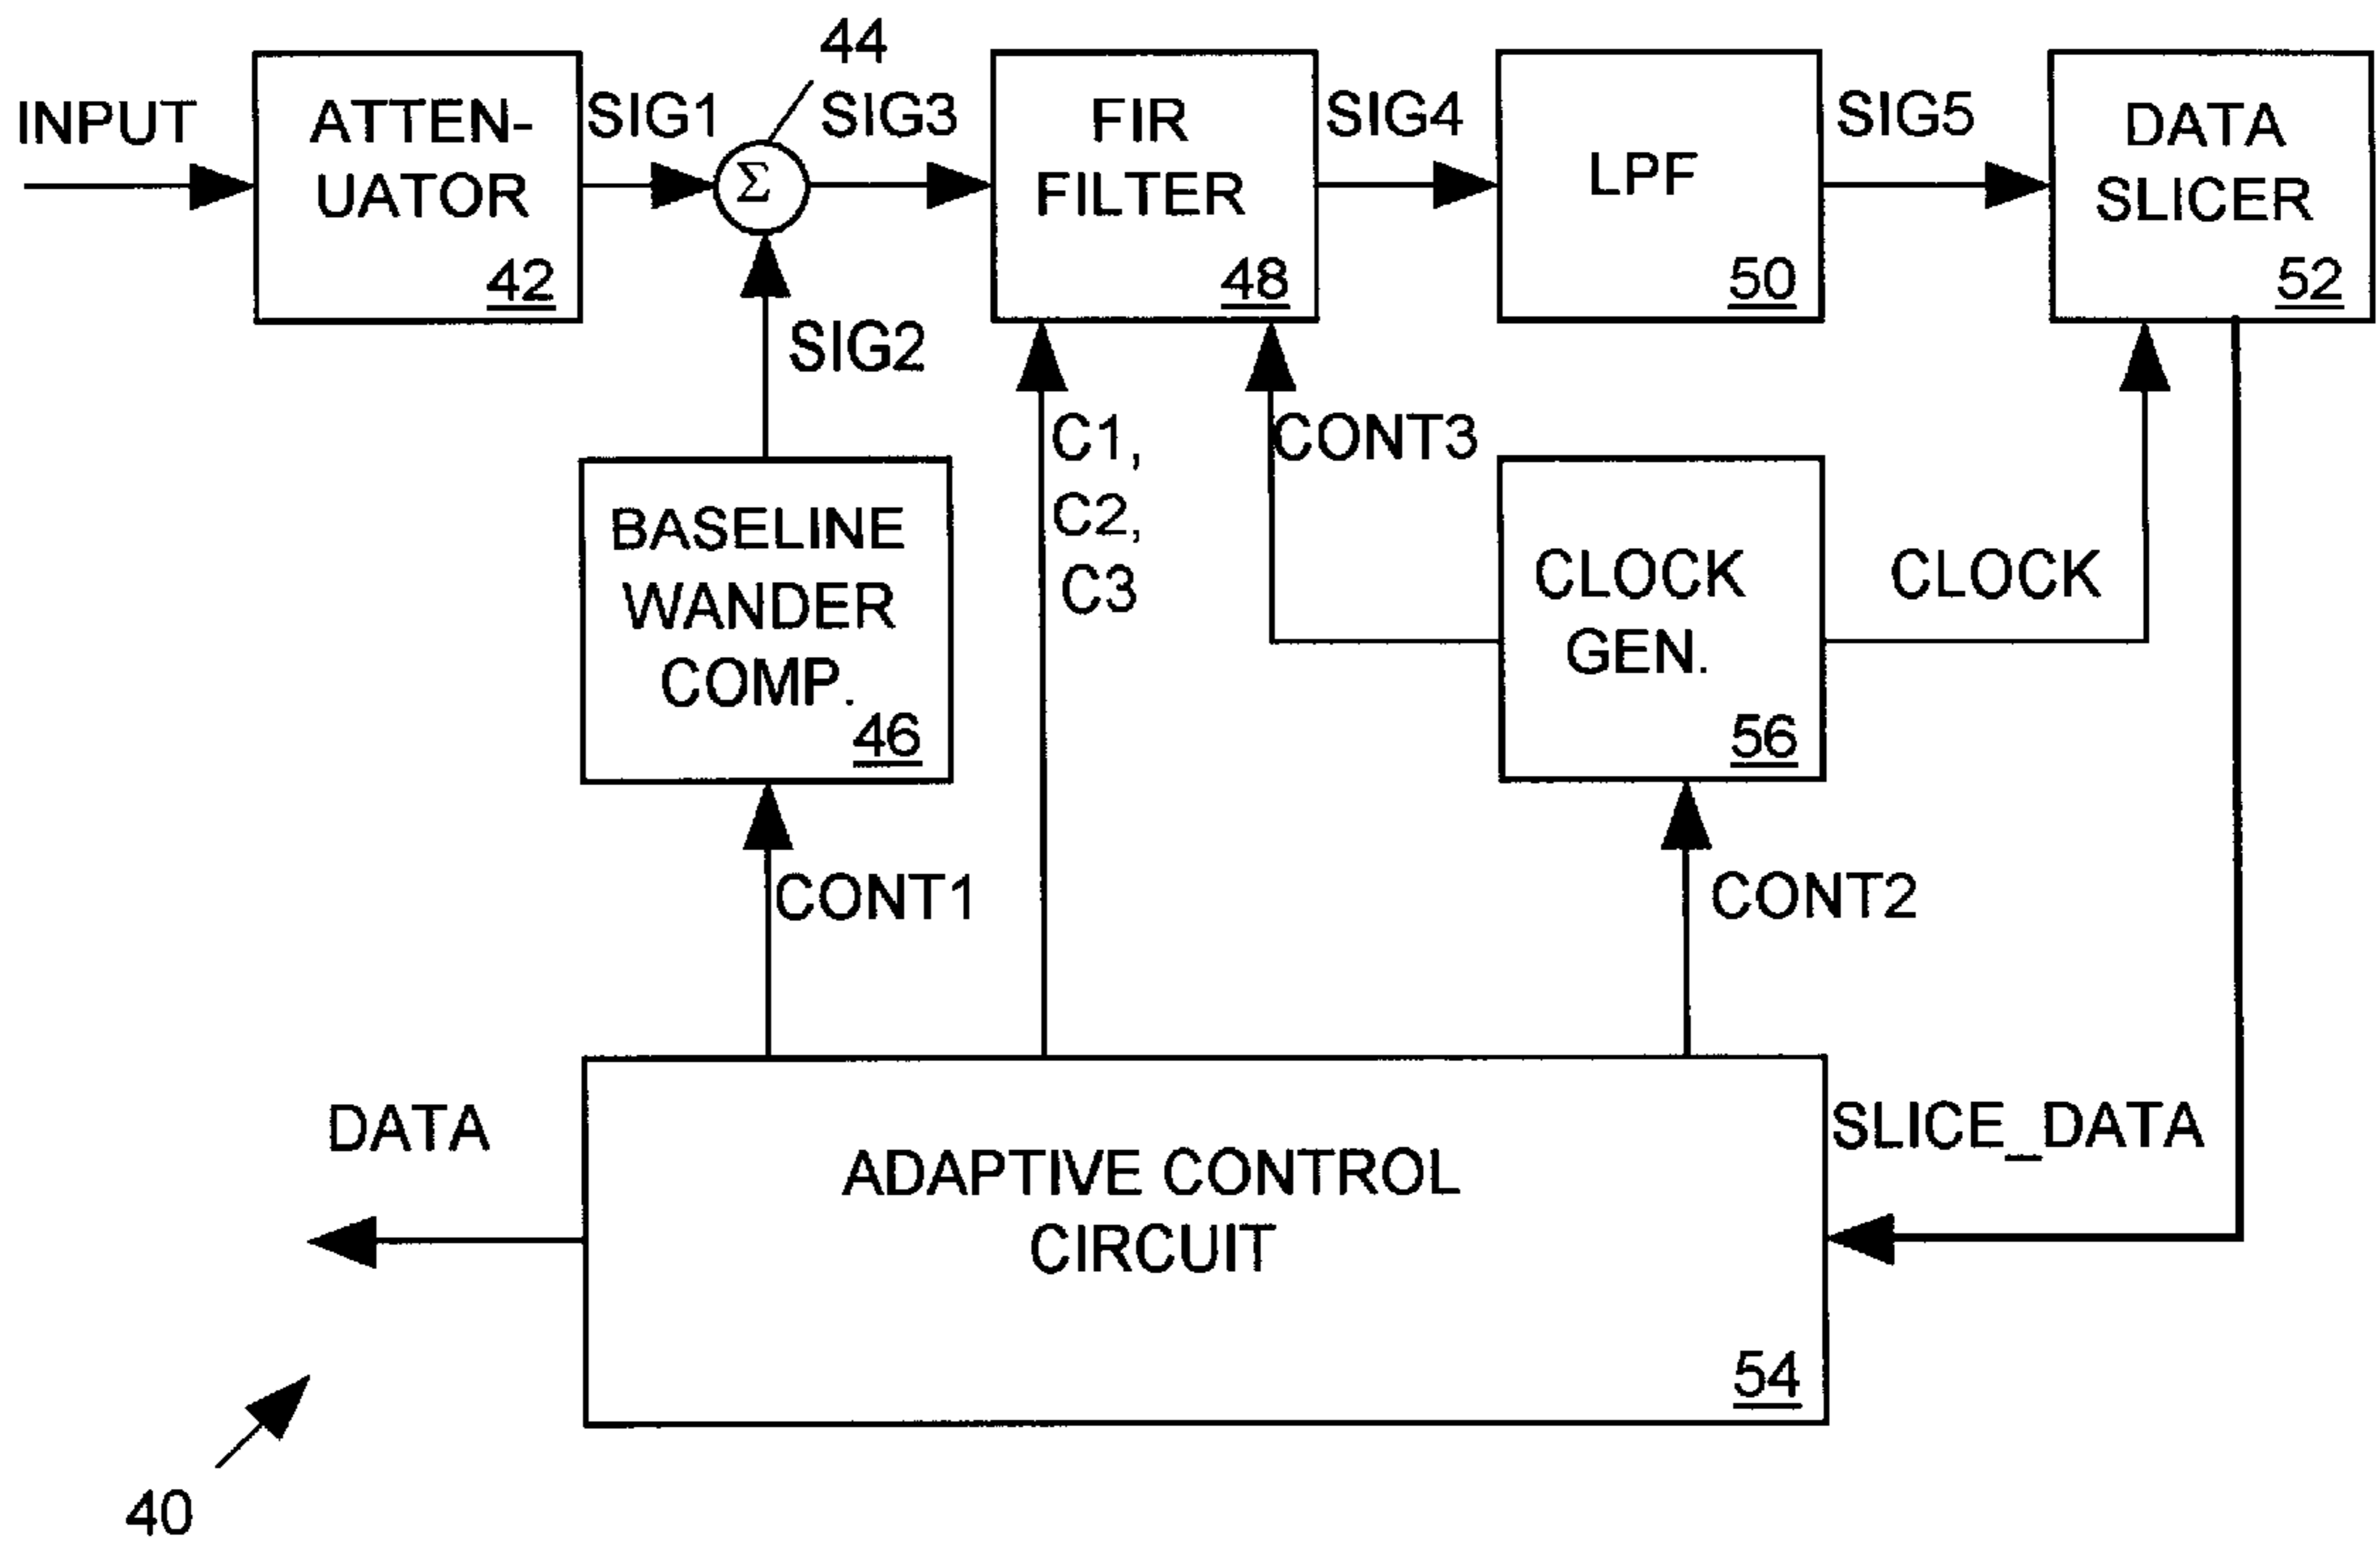 44
INPUT
ATTEN-
UATOR
42
SIG1
Σ
SIG3
FIR
FILTER
48
SIG4
LPF
50
SIG5
DATA
SLICER
52
SIG2
C1,
C2,
C3
CONT3
BASELINE
WANDER
COMP.
46
CLOCK
GEN.
56
CLOCK
CONT1
CONT2
DATA
ADAPTIVE CONTROL
CIRCUIT
54
SLICE_DATA
40